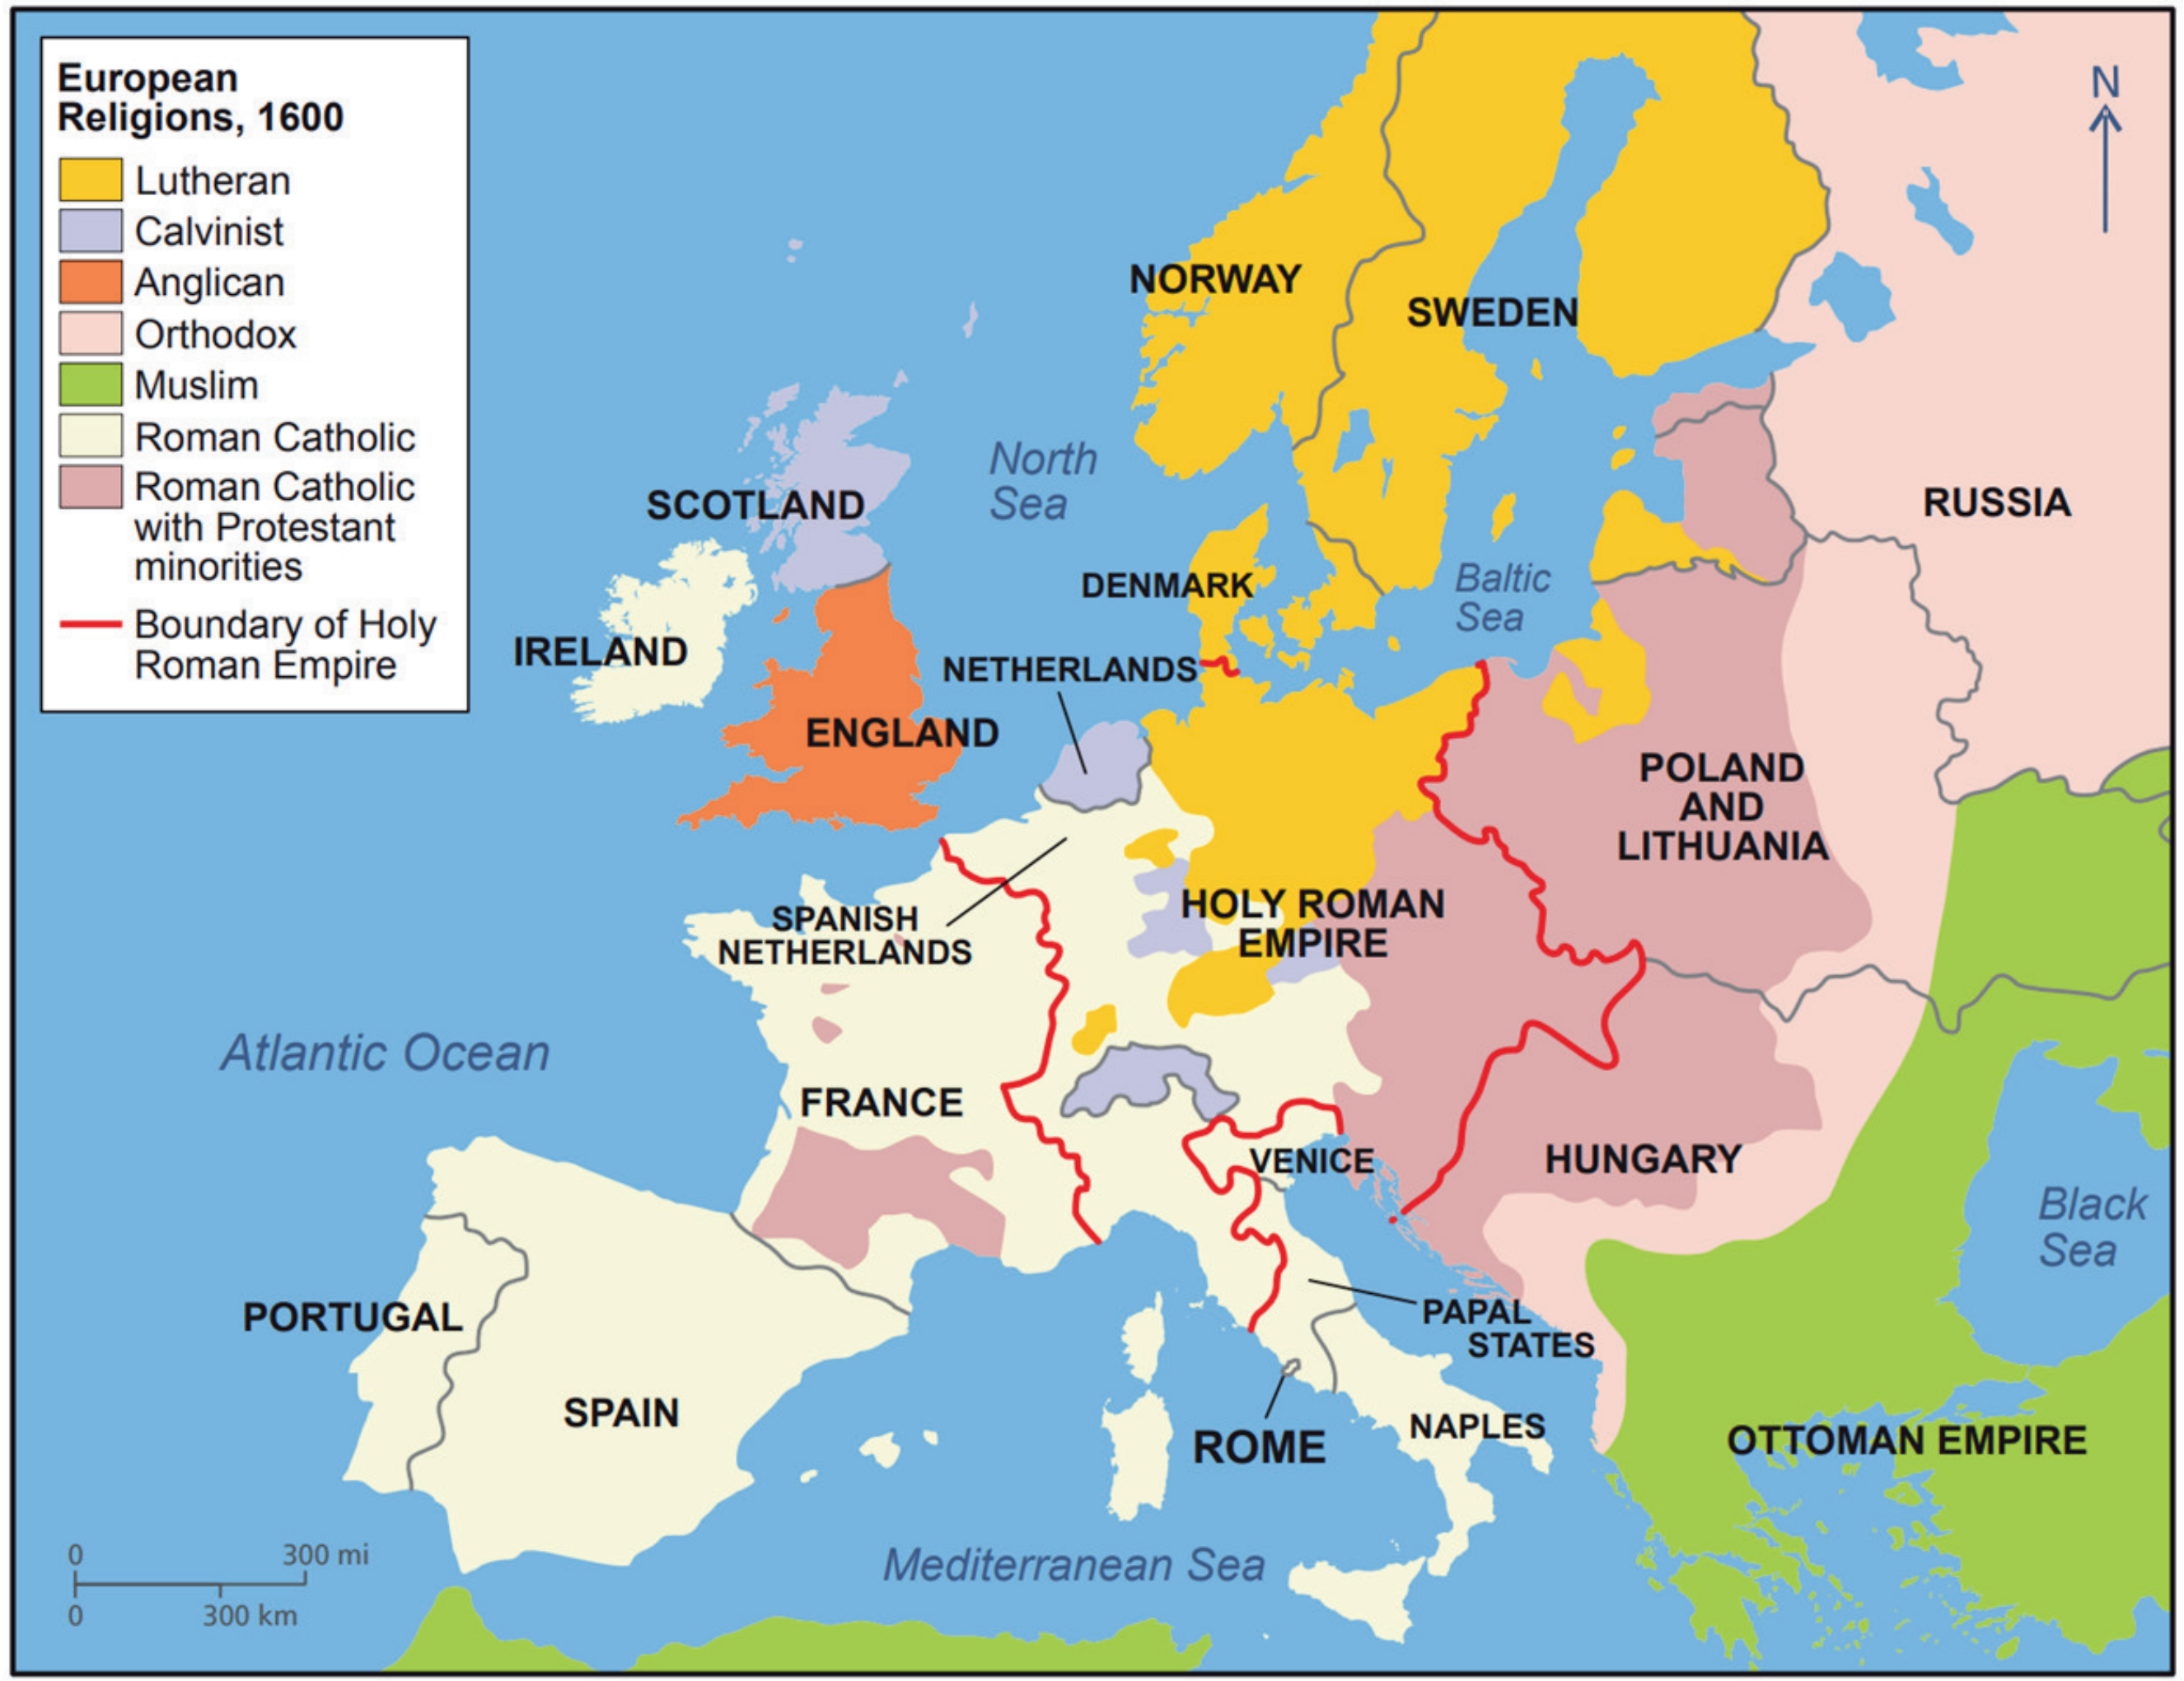 European
Religions, 1600
Lutheran
Calvinist
Anglican
Orthodox
Muslim
Roman Catholic
Roman Catholic
with Protestant
minorities
Boundary of Holy
Roman Empire
N
NORWAY
SWEDEN
North
Sea
SCOTLAND
RUSSIA
DENMARK
Baltic
Sea
IRELAND
NETHERLANDS
ENGLAND
POLAND
AND
LITHUANIA
SPANISH
NETHERLANDS
HOLY ROMAN
EMPIRE
Atlantic Ocean
FRANCE
VENICE
HUNGARY
Black
Sea
PORTUGAL
PAPAL
STATES
SPAIN
ROME
NAPLES
OTTOMAN EMPIRE
Mediterranean Sea
0 300 mi
0 300 km